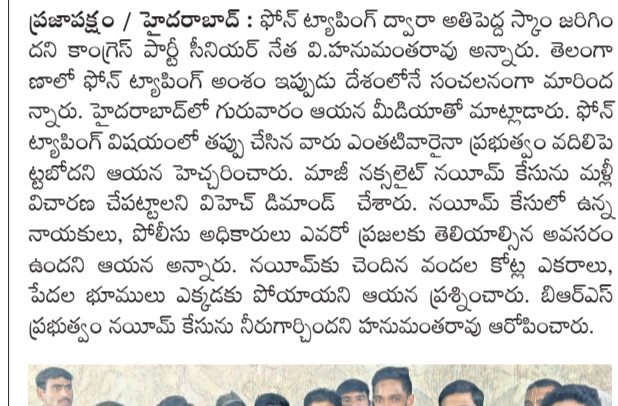 ప్రజాపక్షం / హైదరాబాద్ : ఫోన్ ట్యాపింగ్ ద్వారా అతిపెద్ద స్కాం జరిగిం
దని కాంగ్రెస్ పార్టీ సీనియర్ నేత వి.హనుమంతరావు అన్నారు. తెలంగా
ణాలో ఫోన్ ట్యాపింగ్ అంశం ఇప్పుడు దేశంలోనే సంచలనంగా మారింద
న్నారు. హైదరాబాద్‌లో గురువారం ఆయన మీడియాతో మాట్లాడారు. ఫోన్
ట్యాపింగ్ విషయంలో తప్పు చేసిన వారు ఎంతటివారైనా ప్రభుత్వం వదిలిపె
ట్టబోదని ఆయన హెచ్చరించారు. మాజీ నక్సలైట్ నయీమ్ కేసును మళ్లీ
విచారణ చేపట్టాలని విహెచ్ డిమాండ్ చేశారు. నయీమ్ కేసులో ఉన్న
నాయకులు, పోలీసు అధికారులు ఎవరో ప్రజలకు తెలియాల్సిన అవసరం
ఉందని ఆయన అన్నారు. నయీమ్‌కు చెందిన వందల కోట్ల ఎకరాలు,
పేదల భూములు ఎక్కడకు పోయాయని ఆయన ప్రశ్నించారు. బిఆర్ఎస్
ప్రభుత్వం నయీమ్ కేసును నీరుగార్చిందని హనుమంతరావు ఆరోపించారు.